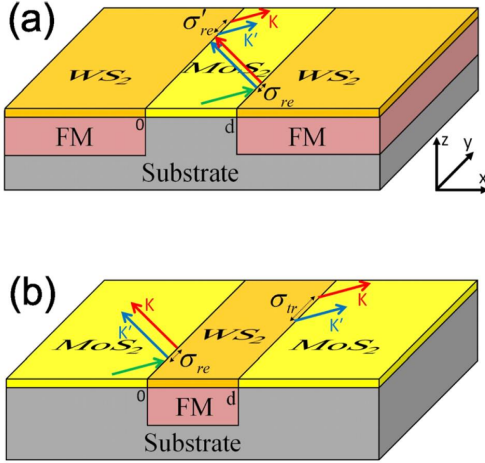 (a)
σ're
K
K'
WS2
MoS2
WS2
σre
0
d
FM
FM
Substrate
z
y
x
(b)
K
K'
σtr
K
K'
MoS2
WS2
MoS2
σre
0
d
FM
Substrate